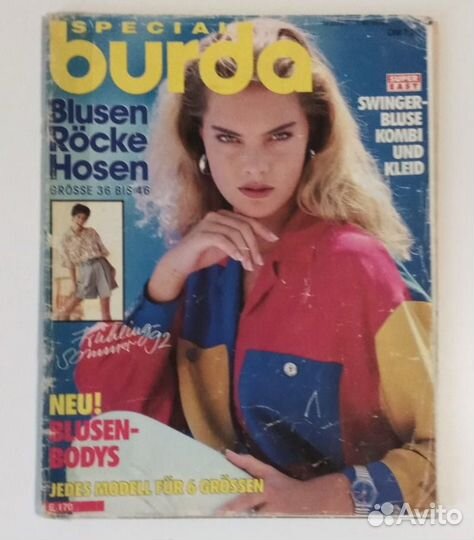 SPECIAL
burda
SUPER
EASY
SWINGER-
BLUSE
KOMBI
UND
KLEID
Blusen
Röcke
Hosen
GRÖSSE 36 BIS 46
Frühling-
Sommer 92
NEU!
BLUSEN-
BODYS
JEDES MODELL FÜR 6 GRÖSSEN
E 170
Avito